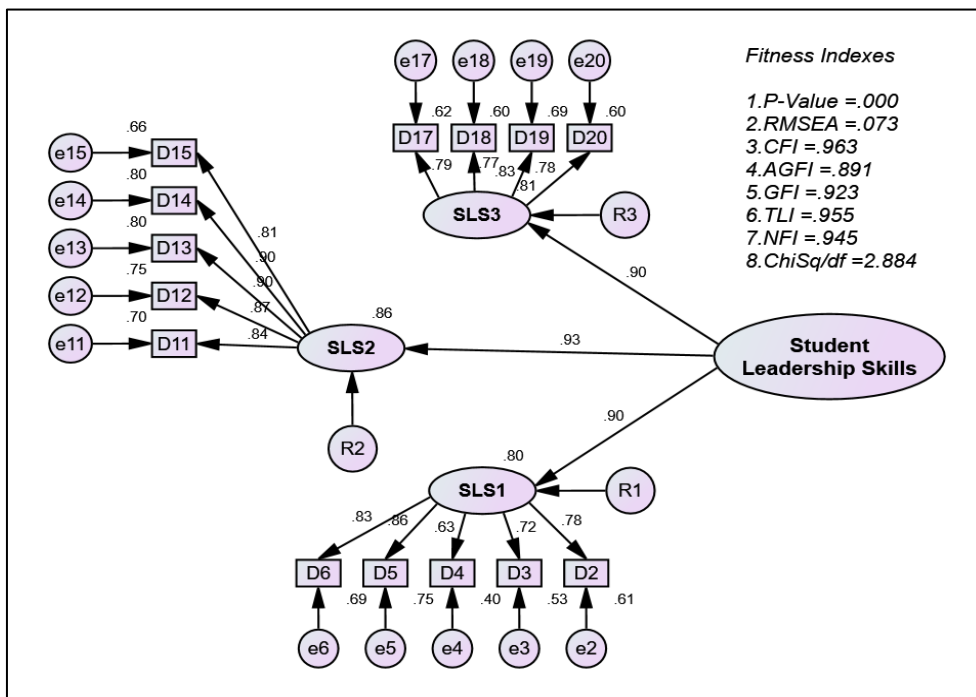 e17 e18 e19 e20
Fitness Indexes
.62 .60 .69 .60
1.P-Value =.000
D17 D18 D19 D20
2.RMSEA =.073
3.CFI =.963
4.AGFI =.891
5.GFI =.923
6.TLI =.955
7.NFI =.945
8.ChiSq/df =2.884
.79 .77 .83 .78
.81
SLS3 R3
.66
e15 D15
.80
e14 D14
.80
e13 D13
.75
e12 D12
.70
e11 D11
.81
.90
.90
.87
.84
.86
SLS2
R2
.90
.93
.90
Student
Leadership Skills
.80
SLS1 R1
.83 .86 .63 .72 .78
D6 D5 D4 D3 D2
.69 .75 .40 .53 .61
e6 e5 e4 e3 e2